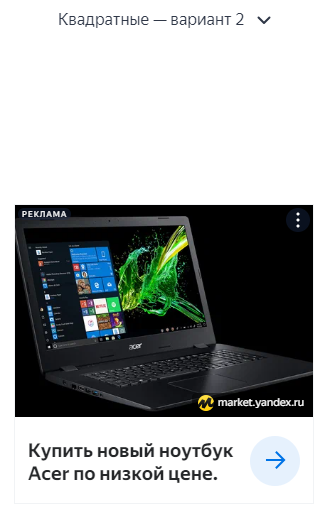 Квадратные — вариант 2
РЕКЛАМА
acer
market.yandex.ru
Купить новый ноутбук
Acer по низкой цене.